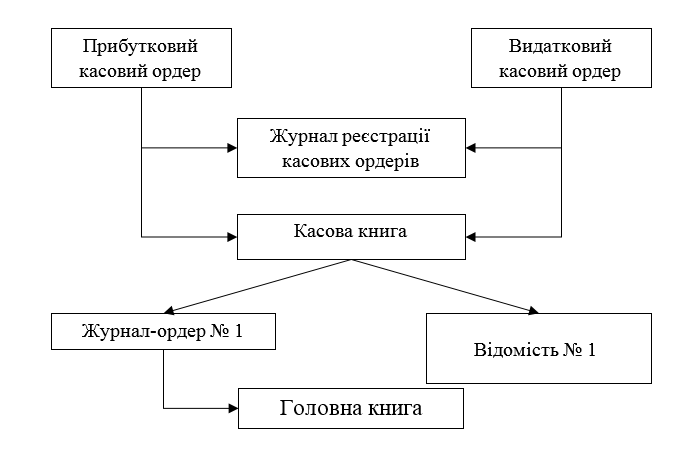 Прибутковий
касовий ордер
Видатковий
касовий ордер
Журнал реєстрації
касових ордерів
Касова книга
Журнал-ордер № 1
Відомість № 1
Головна книга